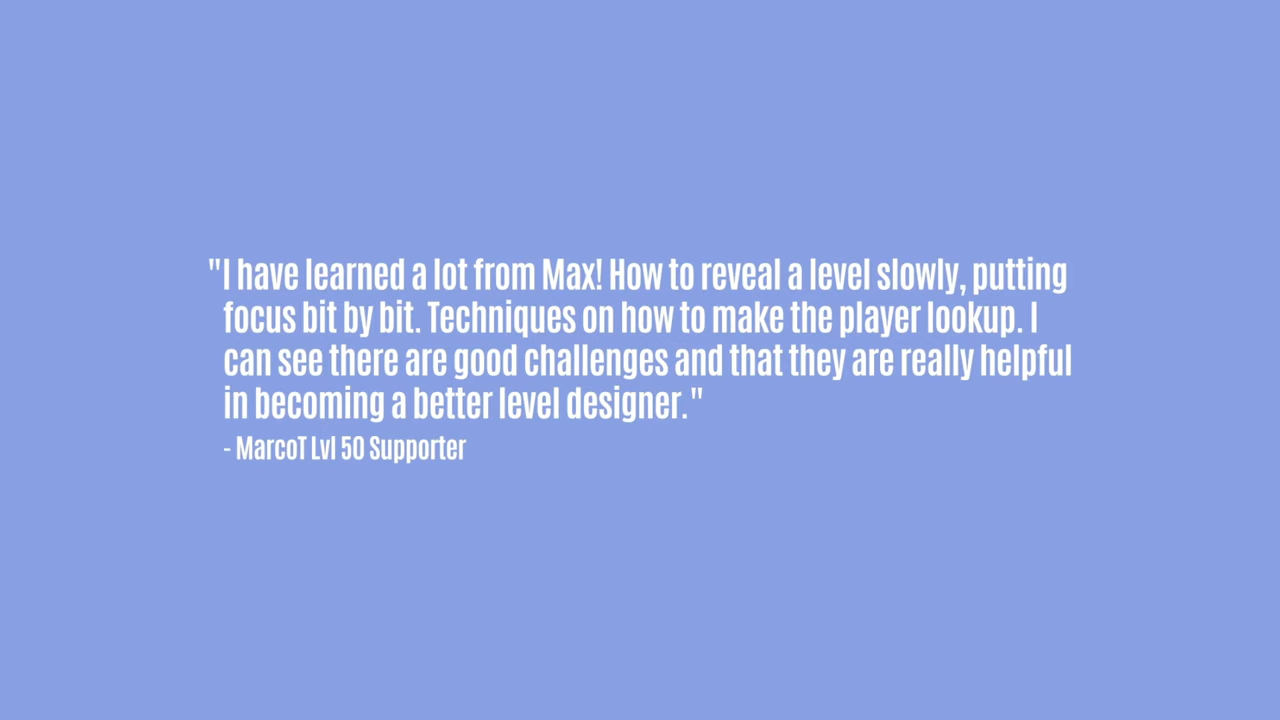 "I have learned a lot from Max! How to reveal a level slowly, putting
focus bit by bit. Techniques on how to make the player lookup. I
can see there are good challenges and that they are really helpful
in becoming a better level designer."
- MarcoT Lvl 50 Supporter